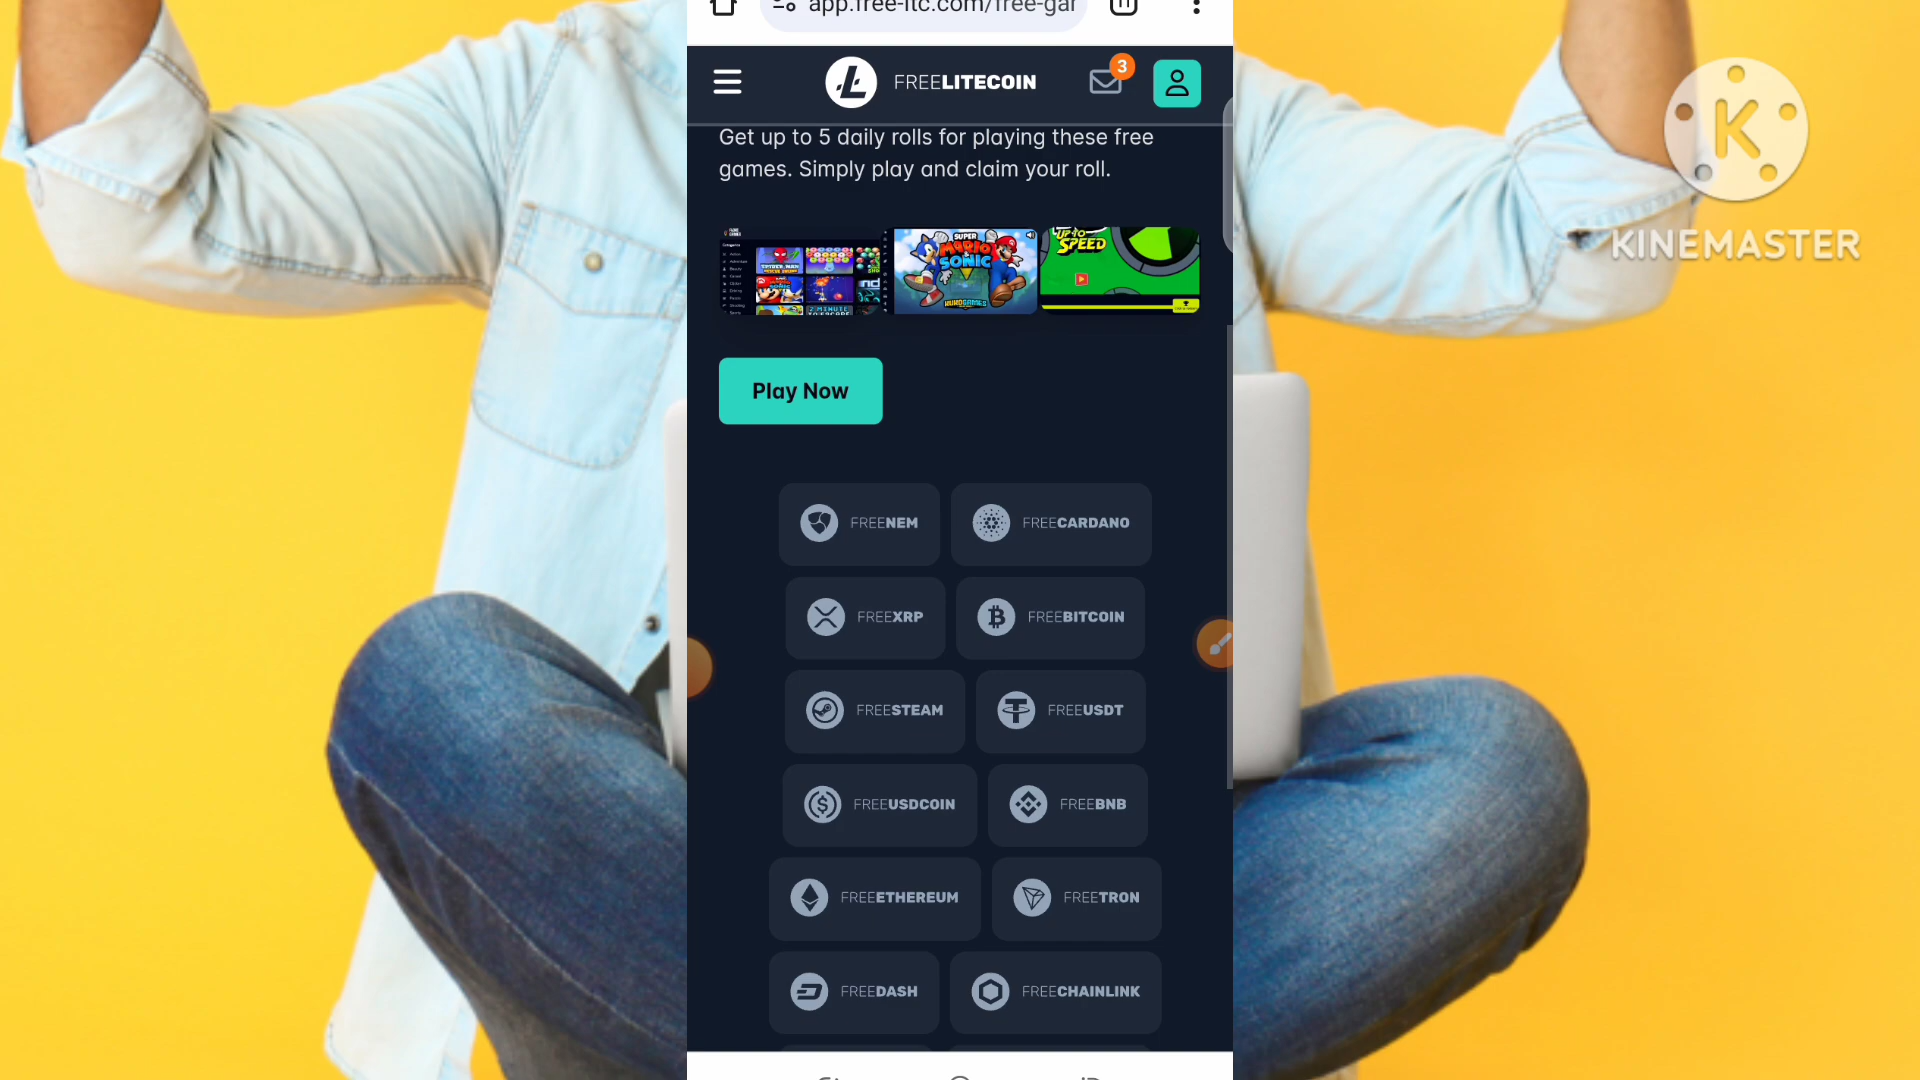 app.free-ltc.com/free-gar
FREELITECOIN
3
Get up to 5 daily rolls for playing these free
games. Simply play and claim your roll.
SUPER
MARIO
SONIC
UP TO
SPEED
Play Now
FREENEM
FREECARDANO
FREEXRP
FREEBITCOIN
FREESTEAM
FREEUSDT
FREEUSDCOIN
FREEBNB
FREEETHEREUM
FREETRON
FREEDASH
FREECHAINLINK
K
KINEMASTER